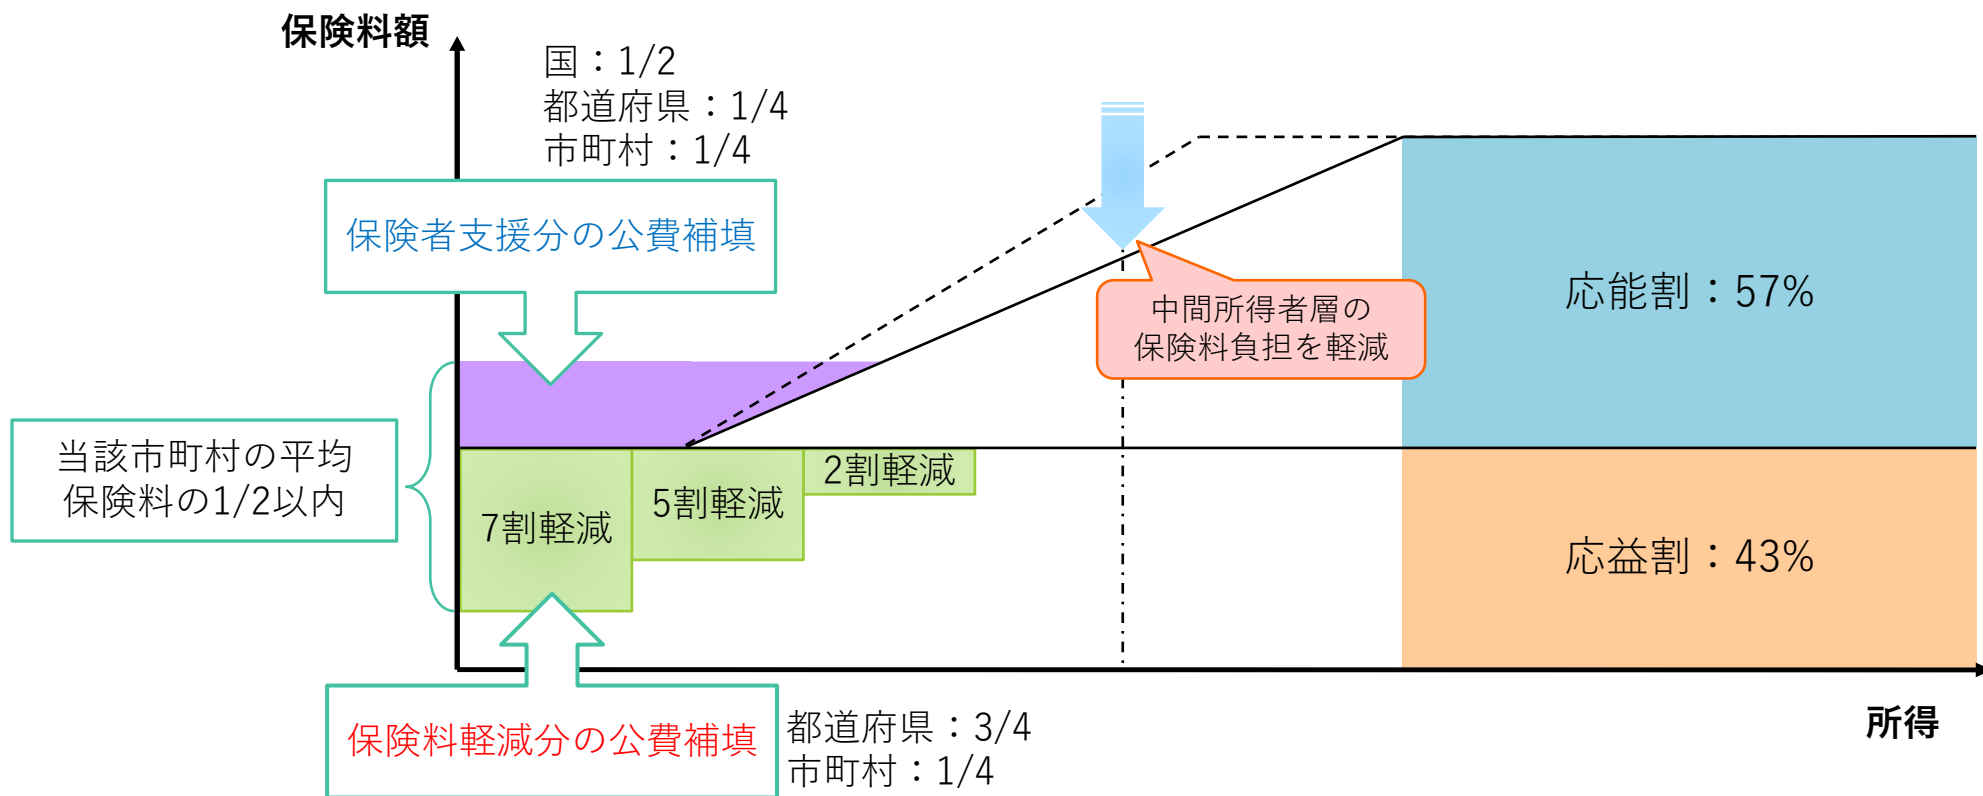 保険料額
国：1/2
都道府県：1/4
市町村：1/4
保険者支援分の公費補填
中間所得者層の
保険料負担を軽減
応能割：57%
当該市町村の平均
保険料の1/2以内
7割軽減
5割軽減
2割軽減
応益割：43%
保険料軽減分の公費補填
都道府県：3/4
市町村：1/4
所得